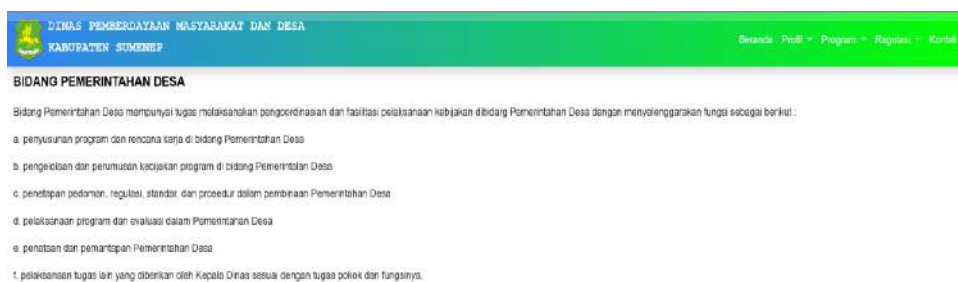 DINAS PEMBERDAYAAN MASYARAKAT DAN DESA
KABUPATEN SUMENEP
Beranda Profil Program Regulasi Kontak
BIDANG PEMERINTAHAN DESA
Bidang Pemerintahan Desa mempunyai tugas melaksanakan pengoordinasian dan fasilitasi pelaksanaan kebijakan dibidang Pemerintahan Desa dengan menyelenggarakan fungsi sebagai berikut :
a. penyusunan program dan rencana kerja di bidang Pemerintahan Desa
b. pengelolaan dan perumusan kebijakan program di bidang Pemerintahan Desa
c. penetapan pedoman, regulasi, standar, dan prosedur dalam pembinaan Pemerintahan Desa
d. pelaksanaan program dan evaluasi dalam Pemerintahan Desa
e. penataan dan pemantapan Pemerintahan Desa
f. pelaksanaan tugas lain yang diberikan oleh Kepala Dinas sesuai dengan tugas pokok dan fungsinya.